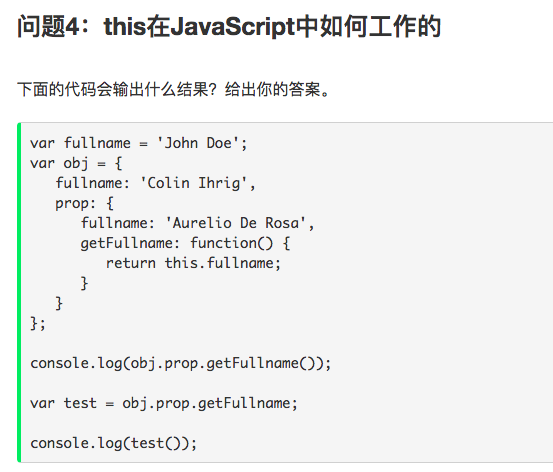 问题4：this在JavaScript中如何工作的
下面的代码会输出什么结果？给出你的答案。
var fullname = 'John Doe';
var obj = {
   fullname: 'Colin Ihrig',
   prop: {
      fullname: 'Aurelio De Rosa',
      getFullname: function() {
         return this.fullname;
      }
   }
};
console.log(obj.prop.getFullname());
var test = obj.prop.getFullname;
console.log(test());